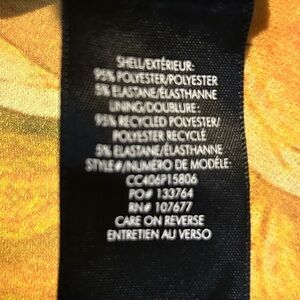 SHELL/EXTÉRIEUR:
95% POLYESTER/POLYESTER
5% ELASTANE/ÉLASTHANNE
LINING/DOUBLURE:
95% RECYCLED POLYESTER/
POLYESTER RECYCLÉ
5% ELASTANE/ÉLASTHANNE
STYLE#/NUMÉRO DE MODÈLE:
CC406P15806
PO# 133764
RN# 107677
CARE ON REVERSE
ENTRETIEN AU VERSO